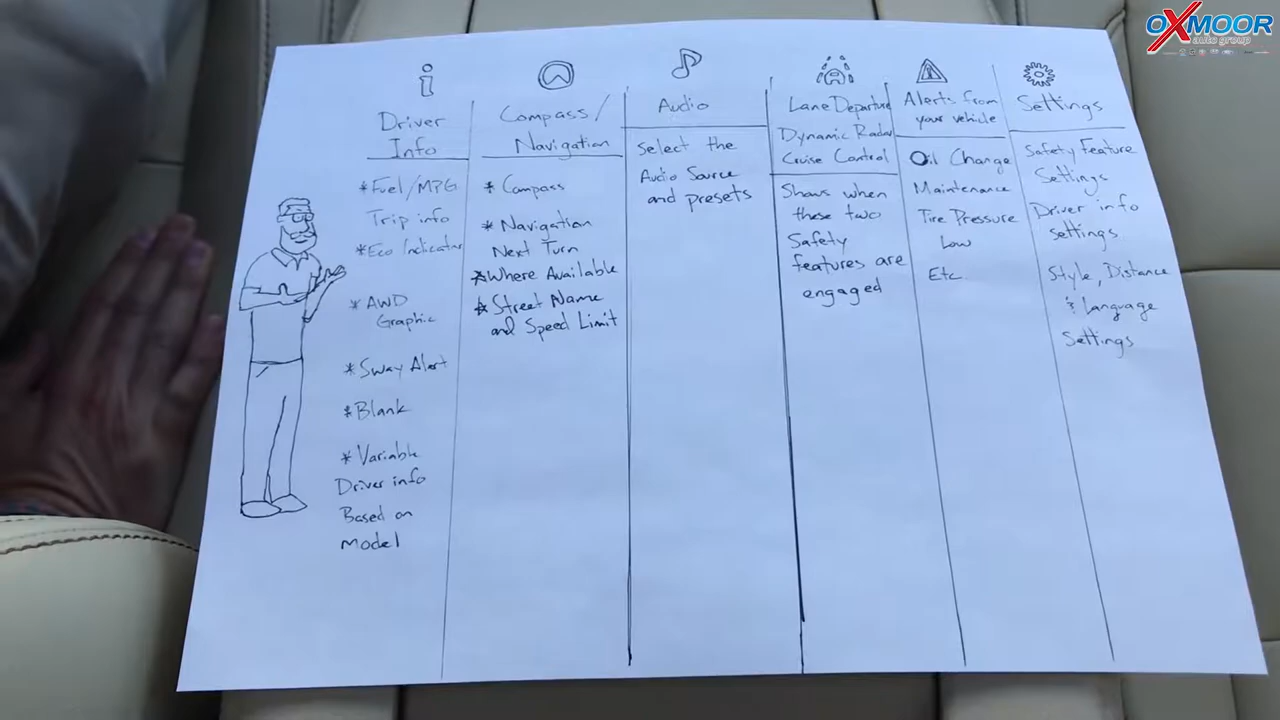 OXMOOR
auto group
Driver
Info
*Fuel/MPG
Trip info
*Eco Indicator
*AWD
Graphic
*Sway Alert
*Blank
*Variable
Driver info
Based on
Model
Compass/
Navigation
*Compass
*Navigation
Next Turn
*Where Available
*Street Name
and Speed Limit
Audio
Select the
Audio Source
and presets
Lane Departure
Dynamic Radar
Cruise Control
Shows when
these two
Safety
features are
engaged
Alerts from
your vehicle
Oil Change
Maintenance
Tire Pressure
Low
Etc
Settings
Safety Feature
Settings
Driver info
settings
Style, Distance
& Language
Settings